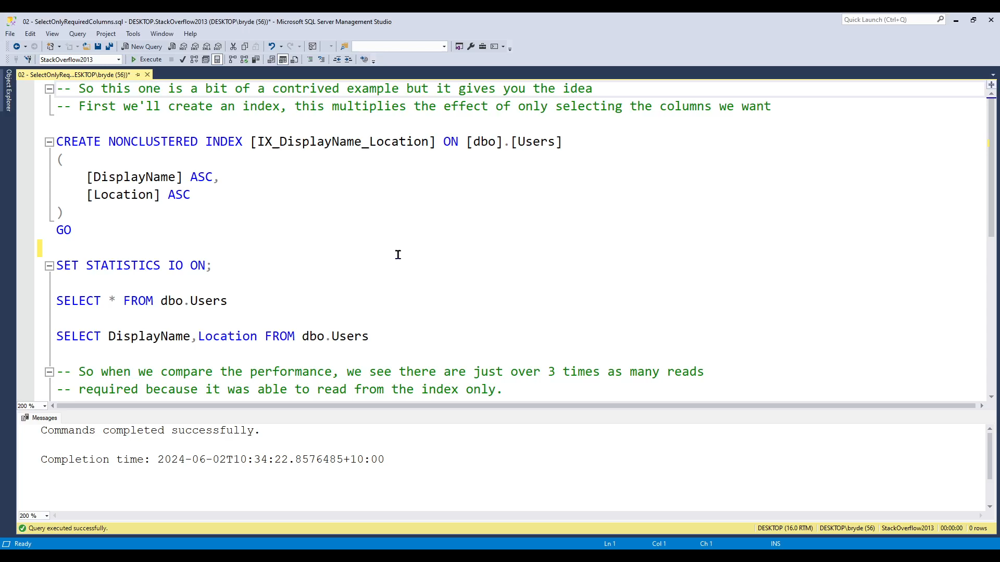 02 - SelectOnlyRequiredColumns.sql - DESKTOP.StackOverflow2013 (DESKTOP\bryde (56))* - Microsoft SQL Server Management Studio
Quick Launch (Ctrl+Q)
File Edit View Query Project Tools Window Help
New Query
StackOverflow2013 Execute
02 - SelectOnlyReq...ESKTOP\bryde (56))*
Object Explorer
-- So this one is a bit of a contrived example but it gives you the idea
-- First we'll create an index, this multiplies the effect of only selecting the columns we want
CREATE NONCLUSTERED INDEX [IX_DisplayName_Location] ON [dbo].[Users]
(
[DisplayName] ASC,
[Location] ASC
)
GO
SET STATISTICS IO ON;
SELECT * FROM dbo.Users
SELECT DisplayName,Location FROM dbo.Users
-- So when we compare the performance, we see there are just over 3 times as many reads
-- required because it was able to read from the index only.
200 %
Messages
Commands completed successfully.
Completion time: 2024-06-02T10:34:22.8576485+10:00
200 %
Query executed successfully. DESKTOP (16.0 RTM) DESKTOP\bryde (56) StackOverflow2013 00:00:00 0 rows
Ready Ln 1 Col 1 Ch 1 INS